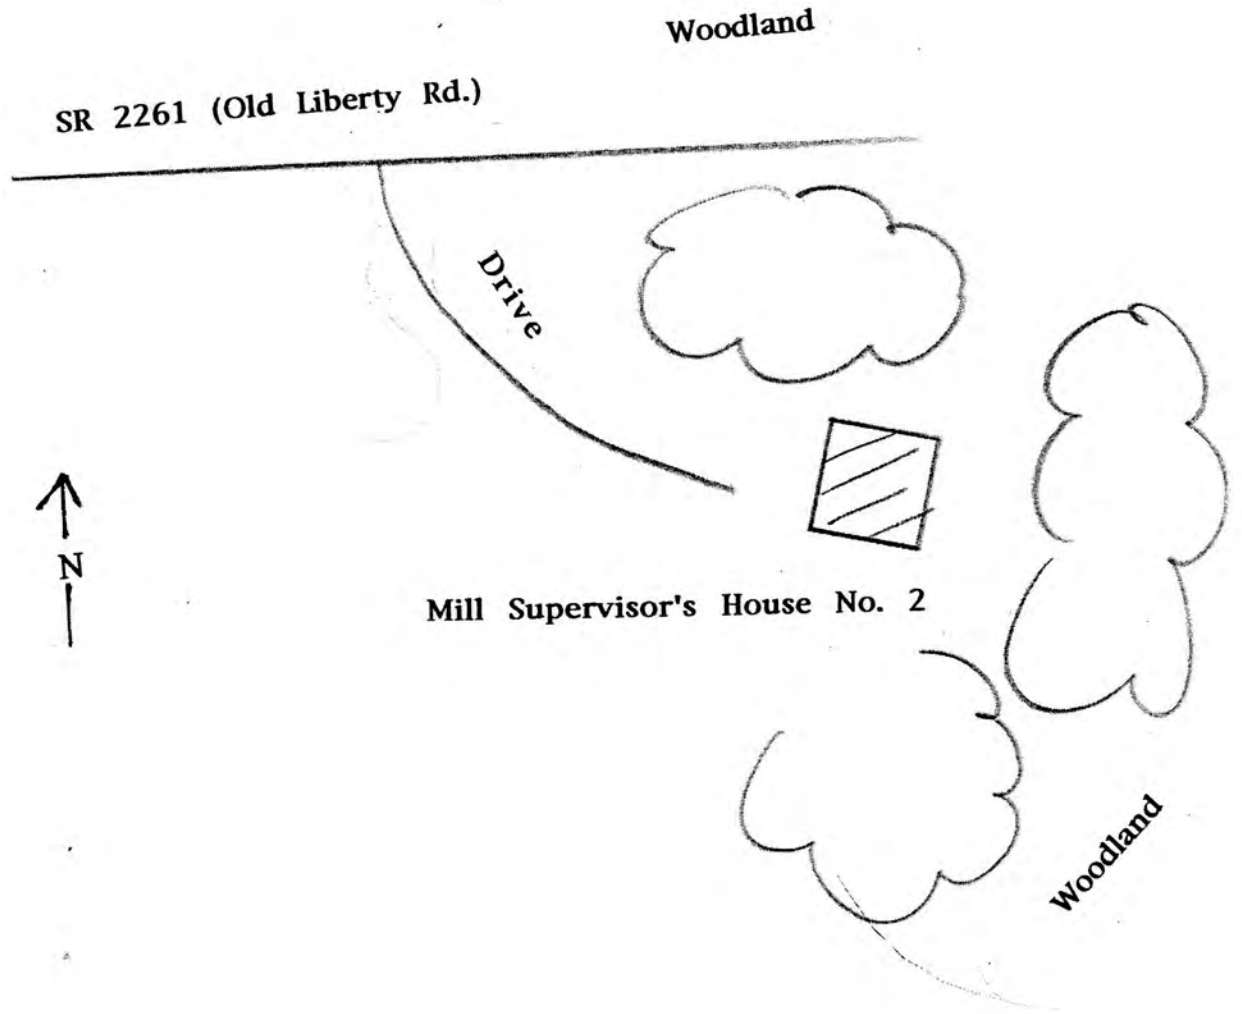 Woodland
SR 2261 (Old Liberty Rd.)
Drive
N
Mill Supervisor's House No. 2
Woodland